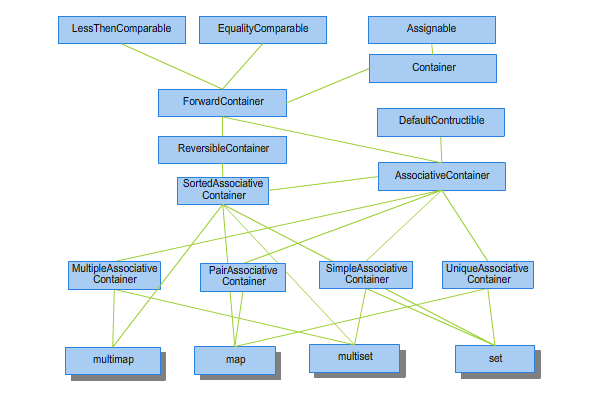 LessThenComparable
EqualityComparable
Assignable
Container
ForwardContainer
DefaultContructible
ReversibleContainer
AssociativeContainer
SortedAssociative
Container
MultipleAssociative
Container
PairAssociative
Container
SimpleAssociative
Container
UniqueAssociative
Container
multimap
map
multiset
set